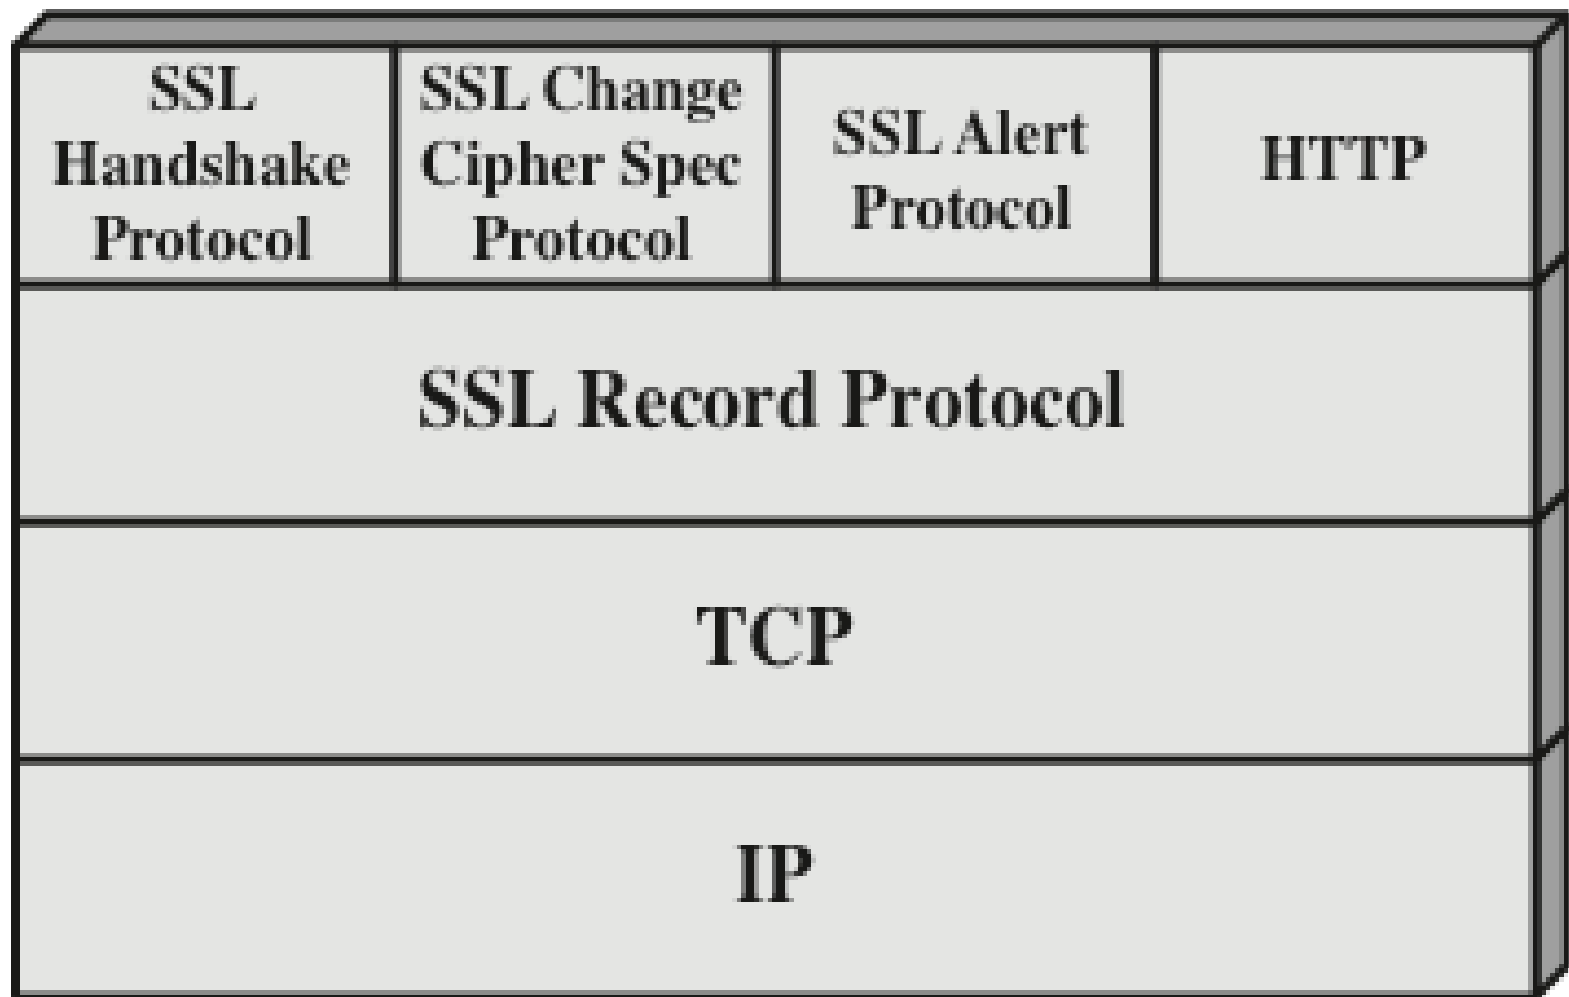 SSL
Handshake
Protocol
SSL Change
Cipher Spec
Protocol
SSL Alert
Protocol
HTTP
SSL Record Protocol
TCP
IP